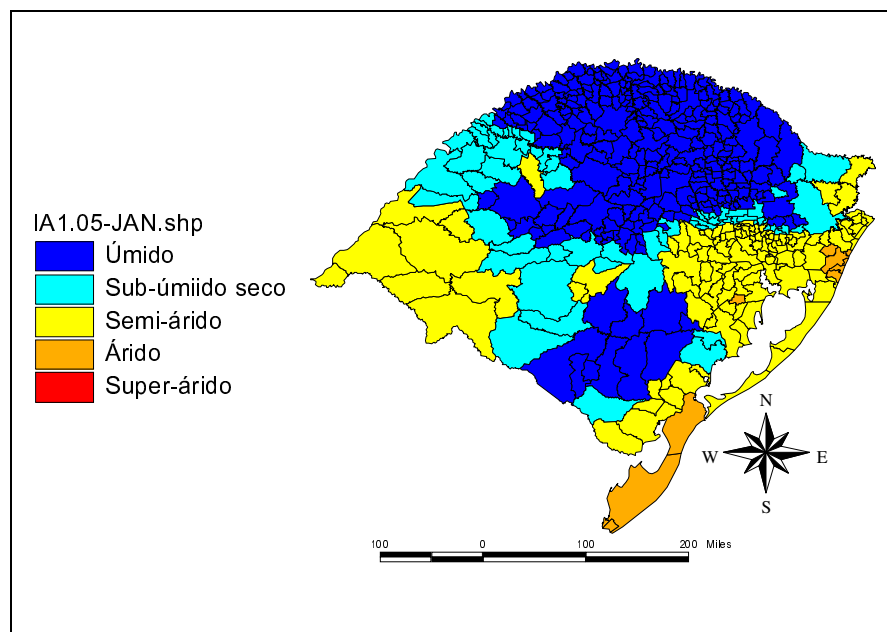 IA1.05-JAN.shp
Úmido
Sub-úmiido seco
Semi-árido
Árido
Super-árido
N
W E
S
100 0 100 200 Miles